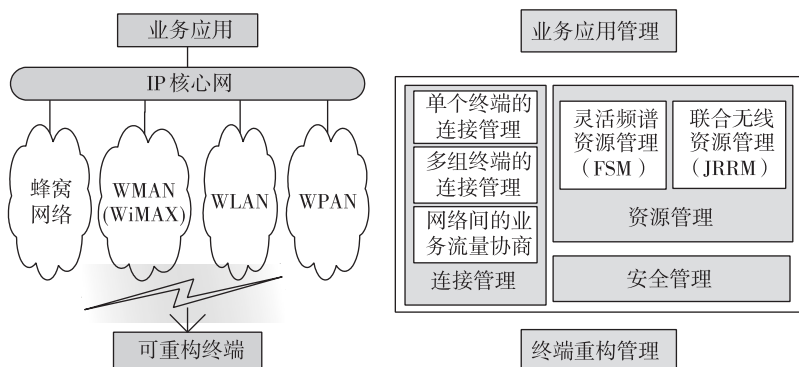 业务应用
IP核心网
蜂窝
网络
WMAN
(WiMAX)
WLAN
WPAN
可重构终端
业务应用管理
单个终端的
连接管理
多组终端的
连接管理
网络间的业
务流量协商
连接管理
灵活频谱
资源管理
（FSM）
联合无线
资源管理
（JRRM）
资源管理
安全管理
终端重构管理